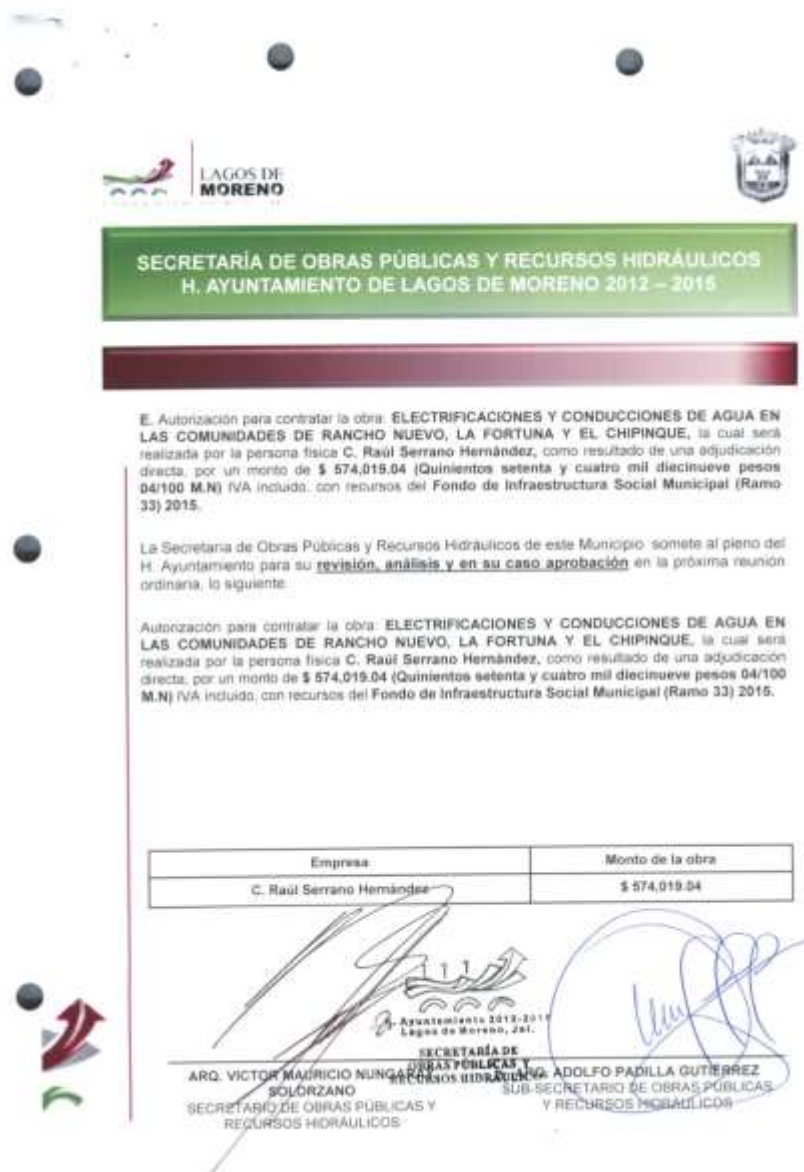 LAGOS DE
MORENO
SECRETARÍA DE OBRAS PÚBLICAS Y RECURSOS HIDRÁULICOS
H. AYUNTAMIENTO DE LAGOS DE MORENO 2012 – 2015
E. Autorización para contratar la obra: ELECTRIFICACIONES Y CONDUCCIONES DE AGUA EN
LAS COMUNIDADES DE RANCHO NUEVO, LA FORTUNA Y EL CHIPINQUE, la cual será
realizada por la persona física C. Raúl Serrano Hernández, como resultado de una adjudicación
directa, por un monto de $ 574,019.04 (Quinientos setenta y cuatro mil diecinueve pesos
04/100 M.N) IVA incluido, con recursos del Fondo de Infraestructura Social Municipal (Ramo
33) 2015.
La Secretaria de Obras Públicas y Recursos Hidráulicos de este Municipio somete al pleno del
H. Ayuntamiento para su revisión, análisis y en su caso aprobación en la próxima reunión
ordinaria, lo siguiente:
Autorización para contratar la obra: ELECTRIFICACIONES Y CONDUCCIONES DE AGUA EN
LAS COMUNIDADES DE RANCHO NUEVO, LA FORTUNA Y EL CHIPINQUE, la cual será
realizada por la persona física C. Raúl Serrano Hernández, como resultado de una adjudicación
directa, por un monto de $ 574,019.04 (Quinientos setenta y cuatro mil diecinueve pesos 04/100
M.N) IVA incluido, con recursos del Fondo de Infraestructura Social Municipal (Ramo 33) 2015.
Empresa Monto de la obra
C. Raúl Serrano Hernández $ 574,019.04
H. Ayuntamiento 2012-2015
Lagos de Moreno, Jal.
SECRETARÍA DE
OBRAS PÚBLICAS Y
RECURSOS HIDRÁULICOS
ARQ. VICTOR MAURICIO NUNGARAY
SOLÓRZANO
SECRETARIO DE OBRAS PÚBLICAS Y
RECURSOS HIDRÁULICOS
ARQ. ADOLFO PADILLA GUTIERREZ
SUB-SECRETARIO DE OBRAS PÚBLICAS
Y RECURSOS HIDRÁULICOS